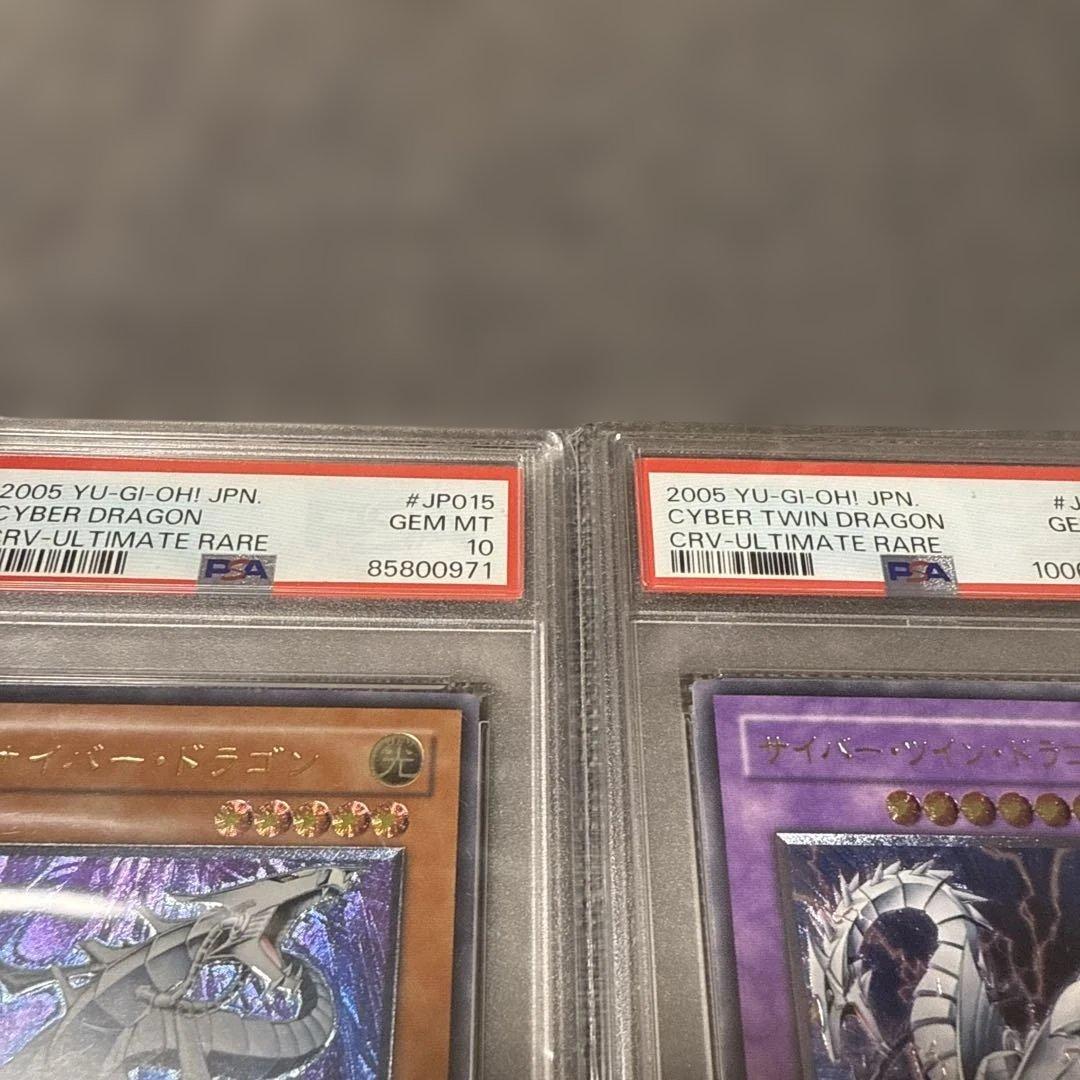 2005 YU-GI-OH! JPN.
#JP015
CYBER DRAGON
GEM MT
CRV-ULTIMATE RARE
10
PSA
85800971
サイバー・ドラゴン
光
2005 YU-GI-OH! JPN.
CYBER TWIN DRAGON
CRV-ULTIMATE RARE
PSA
サイバー・ツイン・ドラ